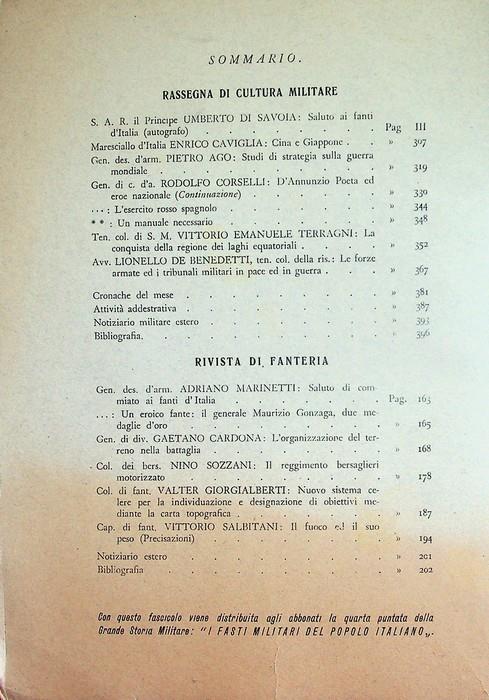 SOMMARIO.
RASSEGNA DI CULTURA MILITARE
S. A. R. il Principe UMBERTO DI SAVOIA: Saluto ai fanti
d'Italia (autografo) . . . . . . . Pag III
Maresciallo d'Italia ENRICO CAVIGLIA: Cina e Giappone . . » 307
Gen. des. d'arm. PIETRO AGO: Studi di strategia sulla guerra
mondiale . . . . . . . . . » 319
Gen. di c. d'a. RODOLFO CORSELLI: D'Annunzio Poeta ed
eroe nazionale (Continuazione) . . . . . . » 330
...: L'esercito rosso spagnolo . . . . . . » 344
* * : Un manuale necessario . . . . . . » 348
Ten. col. di S. M. VITTORIO EMANUELE TERRAGNI: La
conquista della regione dei laghi equatoriali . . . » 352
Avv. LIONELLO DE BENEDETTI, ten. col. della ris.: Le forze
armate ed i tribunali militari in pace ed in guerra . . . » 367
Cronache del mese . . . . . . . . » 381
Attività addestrativa . . . . . . . » 387
Notiziario militare estero . . . . . . . » 393
Bibliografia. . . . . . . . . » 396
RIVISTA DI FANTERIA
Gen. des. d'arm. ADRIANO MARINETTI: Saluto di com-
miato ai fanti d'Italia . . . . . . Pag. 163
...: Un eroico fante: il generale Maurizio Gonzaga, due me-
daglie d'oro . . . . . . . . » 165
Gen. di div. GAETANO CARDONA: L'organizzazione del ter-
reno nella battaglia . . . . . . . » 168
Col. dei bers. NINO SOZZANI: Il reggimento bersaglieri
motorizzato . . . . . . . . » 178
Col. di fant. VALTER GIORGIALBERTI: Nuovo sistema ce-
lere per la individuazione e designazione di obiettivi me-
diante la carta topografica . . . . . . » 187
Cap. di fant. VITTORIO SALBITANI: Il fuoco ed il suo
peso (Precisazioni) . . . . . . . » 194
Notiziario estero . . . . . . . . » 201
Bibliografia . . . . . . . . » 202
Con questo fascicolo viene distribuita agli abbonati la quarta puntata della
Grande Storia Militare: "I FASTI MILITARI DEL POPOLO ITALIANO„.